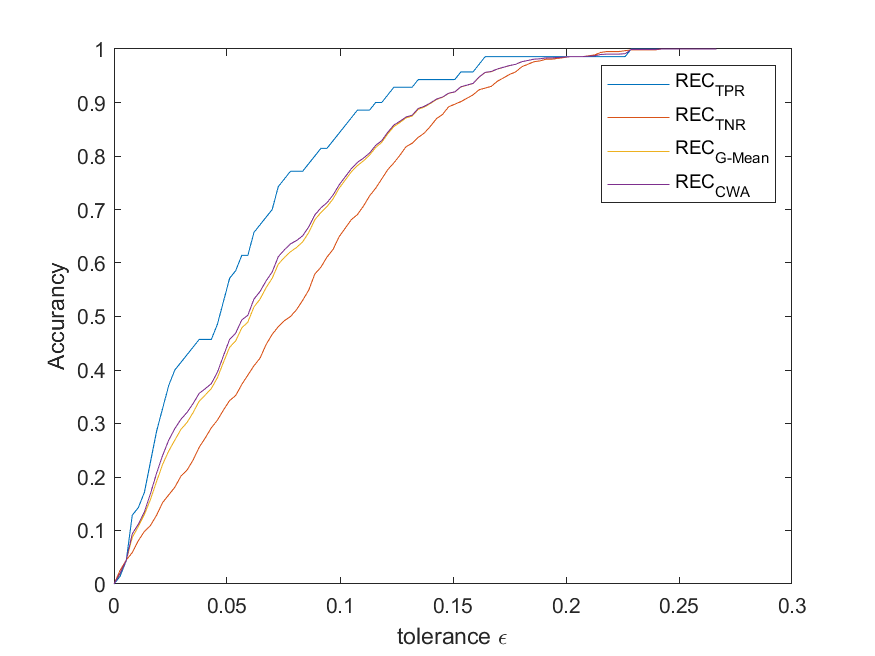 1
0.9
0.8
0.7
0.6
0.5
0.4
0.3
0.2
0.1
0
Accurancy
0 0.05 0.1 0.15 0.2 0.25 0.3
tolerance ϵ
REC_TPR
REC_TNR
REC_G-Mean
REC_CWA